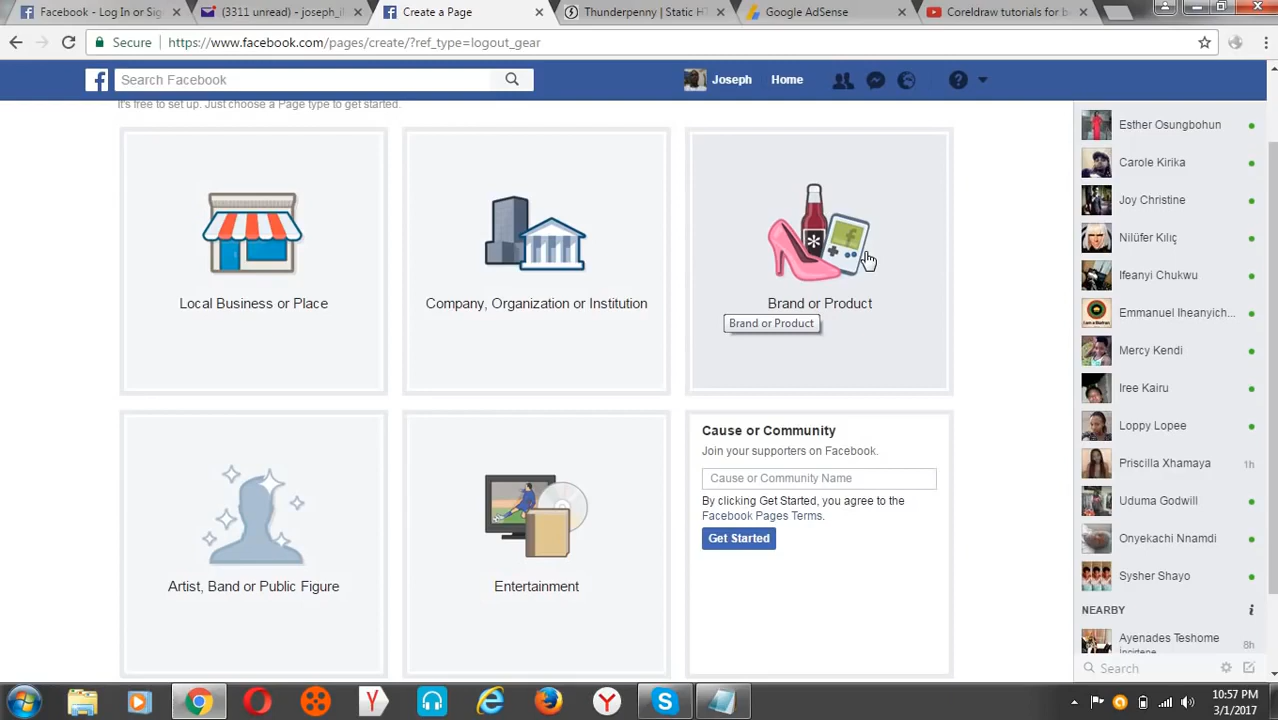 Facebook - Log In or Sig
(3311 unread) - joseph_il
Create a Page
Thunderpenny | Static HT
Google AdSense
Coreldraw tutorials for be
Secure
https://www.facebook.com/pages/create/?ref_type=logout_gear
Search Facebook
Joseph
Home
It's free to set up. Just choose a Page type to get started.
Local Business or Place
Company, Organization or Institution
Brand or Product
Brand or Product
Artist, Band or Public Figure
Entertainment
Cause or Community
Join your supporters on Facebook.
Cause or Community Name
By clicking Get Started, you agree to the
Facebook Pages Terms.
Get Started
Esther Osungbohun
Carole Kirika
Joy Christine
Nilüfer Kılıç
Ifeanyi Chukwu
Emmanuel Iheanyich...
Mercy Kendi
Iree Kairu
Loppy Lopee
Priscilla Xhamaya 1h
Uduma Godwill
Onyekachi Nnamdi
Sysher Shayo
NEARBY
Ayenades Teshome 8h
Search
10:57 PM
3/1/2017